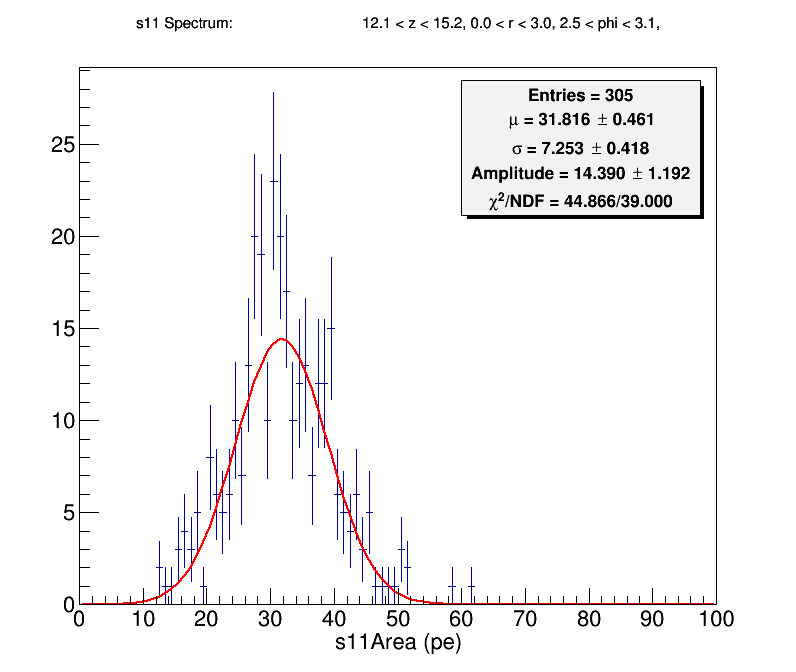 s11 Spectrum: 12.1 < z < 15.2, 0.0 < r < 3.0, 2.5 < phi < 3.1,
Entries = 305
μ = 31.816 ± 0.461
σ = 7.253 ± 0.418
Amplitude = 14.390 ± 1.192
χ²/NDF = 44.866/39.000
25
20
15
10
5
0
0 10 20 30 40 50 60 70 80 90 100
s11Area (pe)